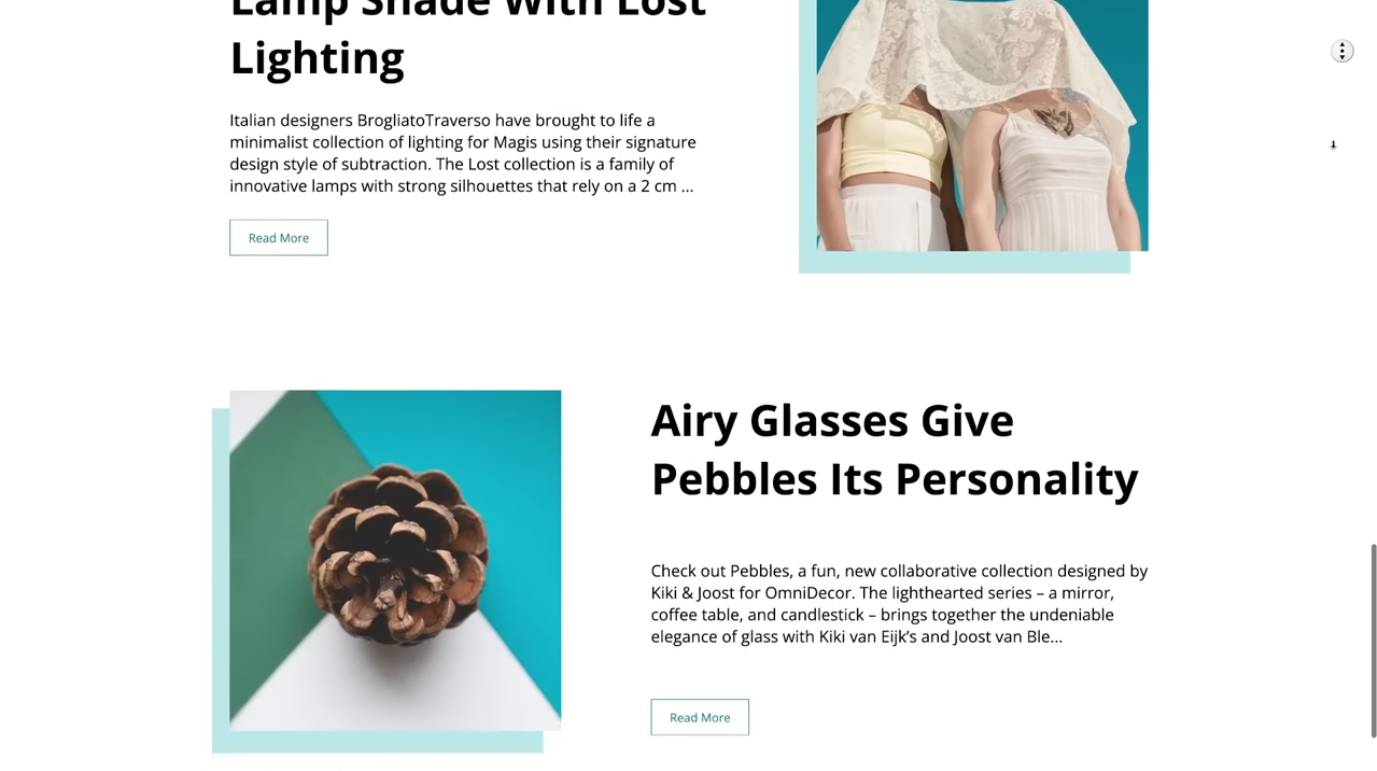 Lamp Shade With Lost
Lighting
Italian designers BrogliatoTraverso have brought to life a
minimalist collection of lighting for Magis using their signature
design style of subtraction. The Lost collection is a family of
innovative lamps with strong silhouettes that rely on a 2 cm ...
Read More
Airy Glasses Give
Pebbles Its Personality
Check out Pebbles, a fun, new collaborative collection designed by
Kiki & Joost for OmniDecor. The lighthearted series – a mirror,
coffee table, and candlestick – brings together the undeniable
elegance of glass with Kiki van Eijk’s and Joost van Ble...
Read More